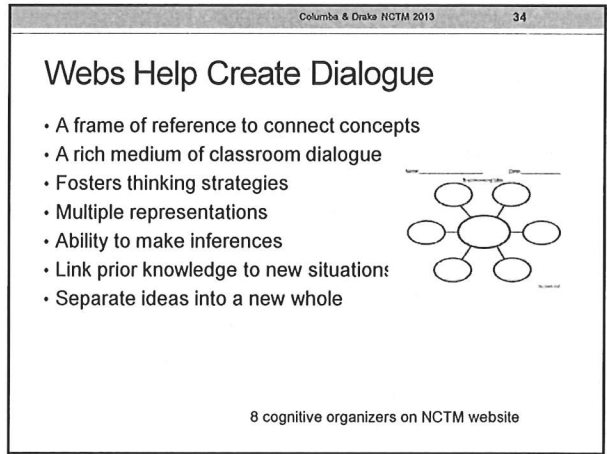 Columba & Drake NCTM 2013 34
Webs Help Create Dialogue
• A frame of reference to connect concepts
• A rich medium of classroom dialogue
• Fosters thinking strategies
• Multiple representations
• Ability to make inferences
• Link prior knowledge to new situations
• Separate ideas into a new whole
Name Date
8 cognitive organizers on NCTM website